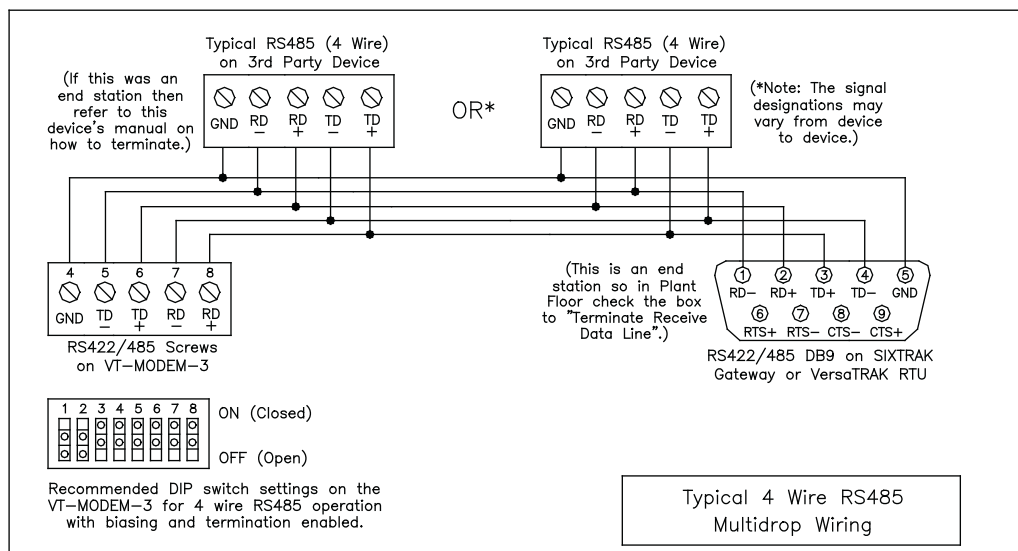 Typical RS485 (4 Wire)
on 3rd Party Device
(If this was an
end station then
refer to this
device's manual on
how to terminate.)
GND RD- RD+ TD- TD+
OR*
Typical RS485 (4 Wire)
on 3rd Party Device
GND RD- RD+ TD- TD+
(*Note: The signal
designations may
vary from device
to device.)
4 5 6 7 8
GND TD- TD+ RD- RD+
RS422/485 Screws
on VT-MODEM-3
(This is an end
station so in Plant
Floor check the box
to "Terminate Receive
Data Line".)
1 2 3 4 5
RD- RD+ TD+ TD- GND
6 7 8 9
RTS+ RTS- CTS- CTS+
RS422/485 DB9 on SIXTRAK
Gateway or VersaTRAK RTU
1 2 3 4 5 6 7 8
ON (Closed)
OFF (Open)
Recommended DIP switch settings on the
VT-MODEM-3 for 4 wire RS485 operation
with biasing and termination enabled.
Typical 4 Wire RS485
Multidrop Wiring